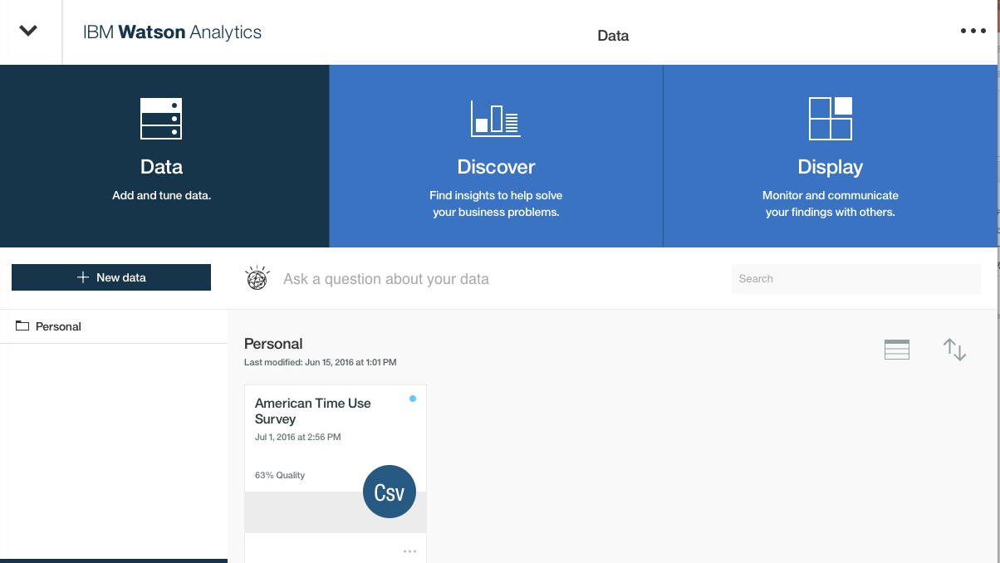 IBM Watson Analytics
Data
Data
Add and tune data.
Discover
Find insights to help solve
your business problems.
Display
Monitor and communicate
your findings with others.
New data
Ask a question about your data
Search
Personal
Personal
Last modified: Jun 15, 2016 at 1:01 PM
American Time Use
Survey
Jul 1, 2016 at 2:56 PM
63% Quality
Csv